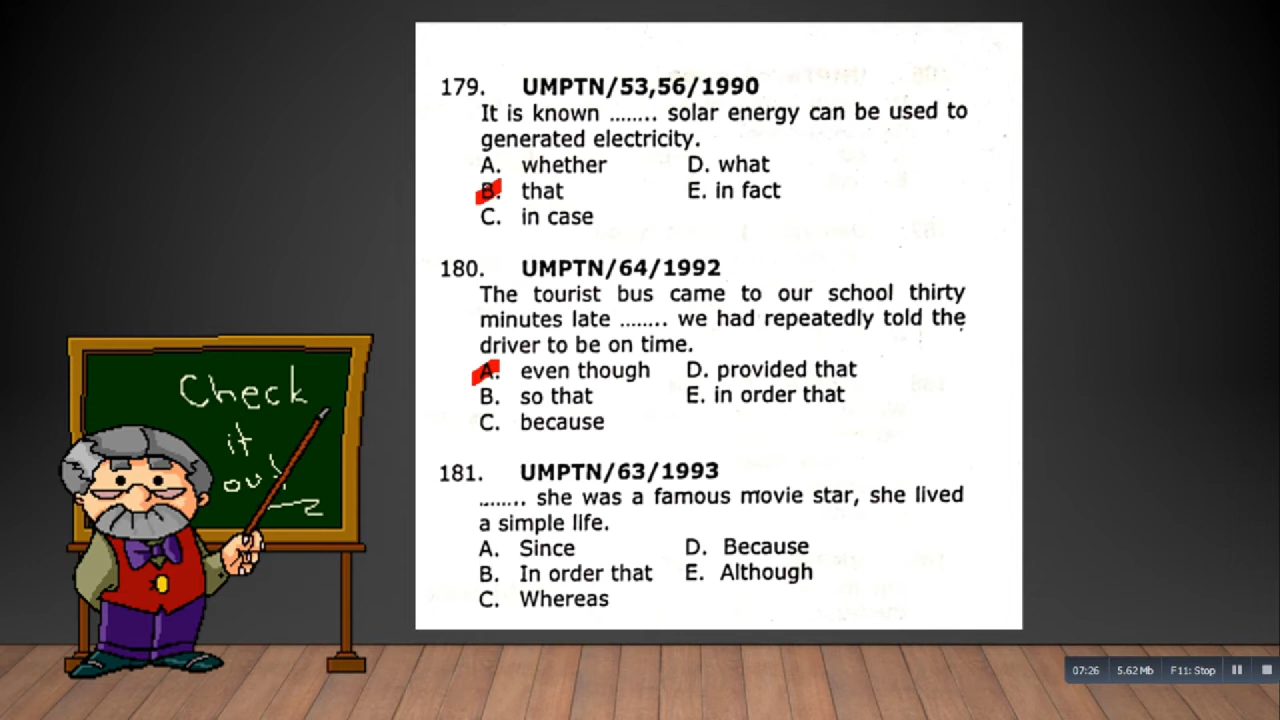 179. UMPTN/53,56/1990
It is known ........ solar energy can be used to
generated electricity.
A. whether D. what
B. that E. in fact
C. in case
180. UMPTN/64/1992
The tourist bus came to our school thirty
minutes late ........ we had repeatedly told the
driver to be on time.
A. even though D. provided that
B. so that E. in order that
C. because
181. UMPTN/63/1993
........ she was a famous movie star, she lived
a simple life.
A. Since D. Because
B. In order that E. Although
C. Whereas
Check
it
out!
07:26 5.62 Mb F11: Stop